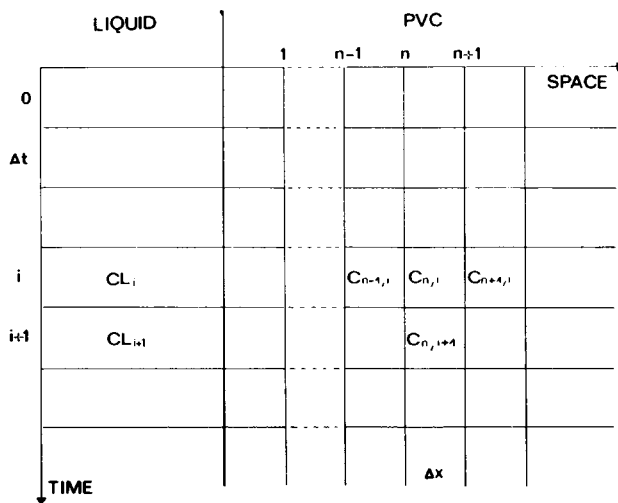 LIQUID PVC
1 n-1 n n+1
SPACE
0
Δt
i CLi Cn-1,i Cn,i Cn+1,i
i+1 CLi+1 Cn,i+1
Δx
TIME